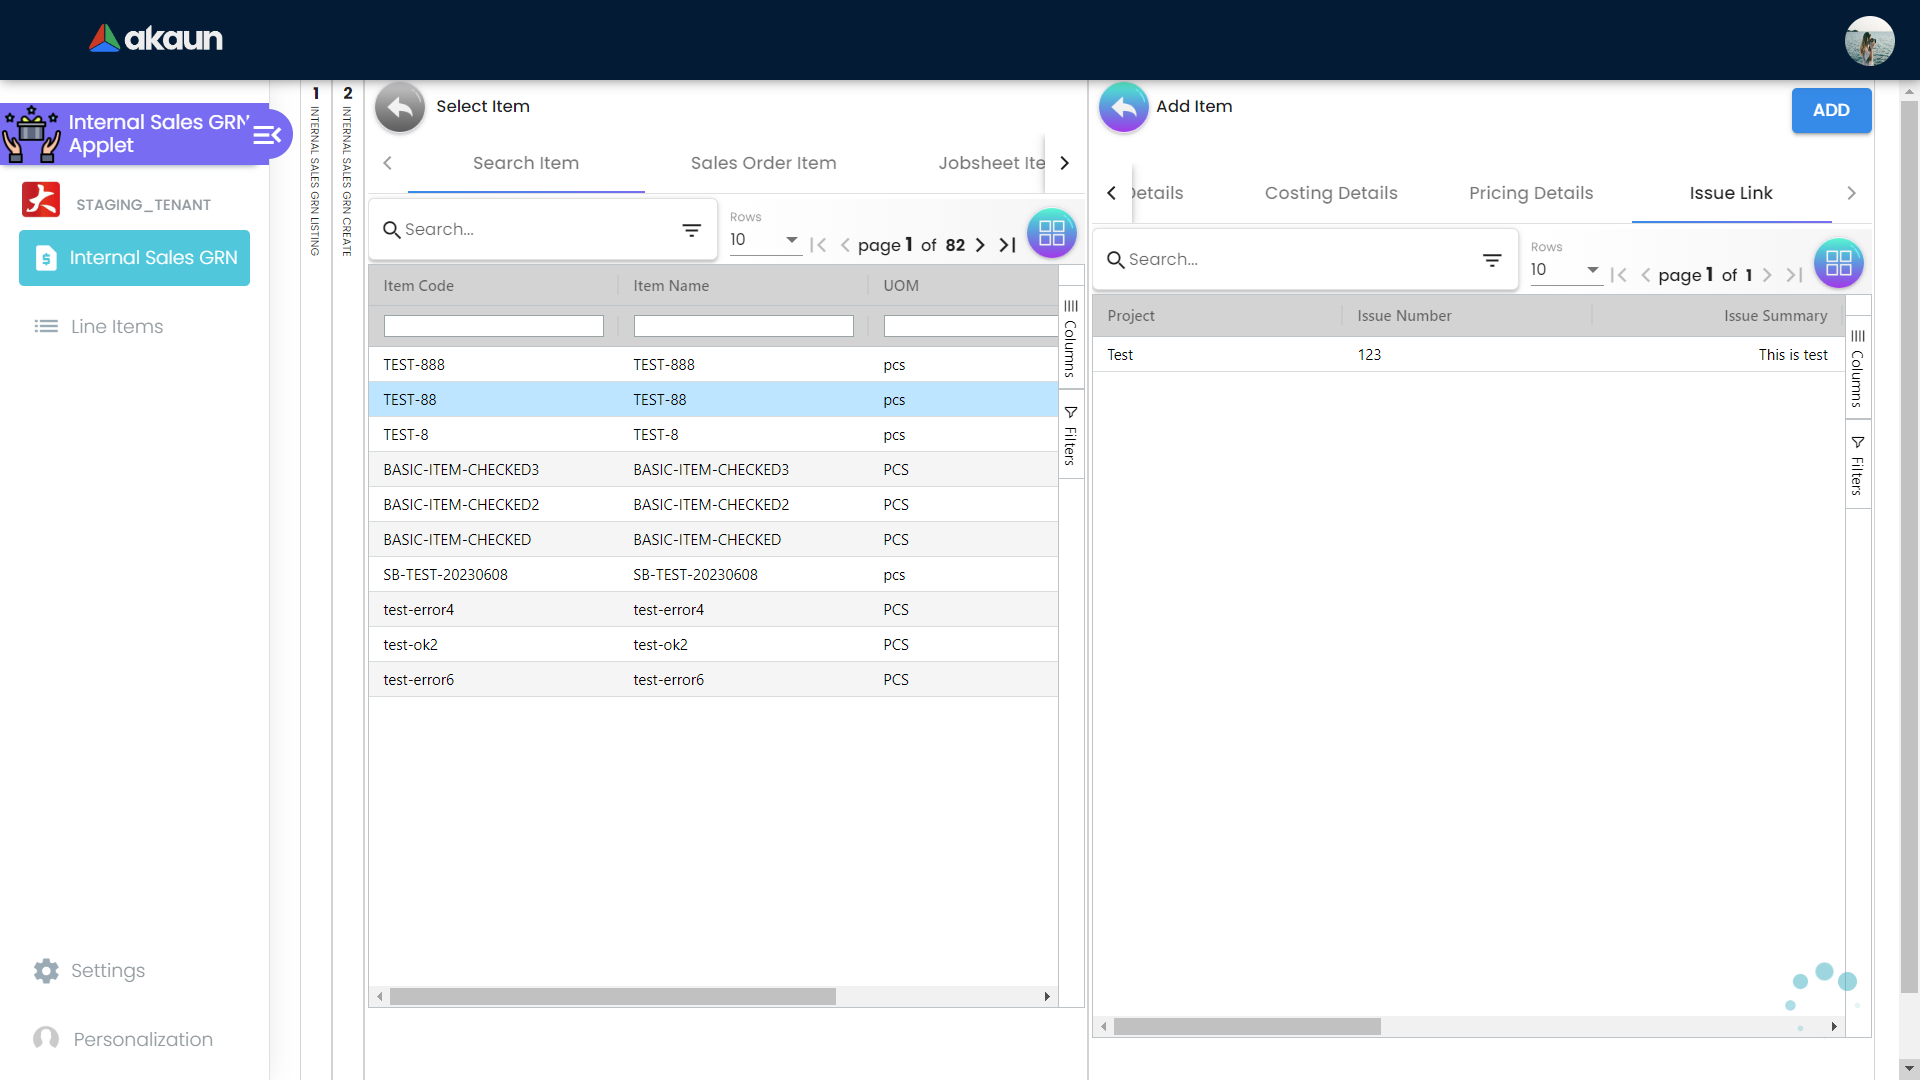 akaun
Internal Sales GRN
Applet
STAGING_TENANT
Internal Sales GRN
Line Items
Settings
Personalization
1
INTERNAL SALES GRN LISTING
2
INTERNAL SALES GRN CREATE
Select Item
Search Item
Sales Order Item
Jobsheet Ite
Search...
Rows
10
page 1 of 82
Item Code
Item Name
UOM
TEST-888
TEST-888
pcs
TEST-88
TEST-88
pcs
TEST-8
TEST-8
pcs
BASIC-ITEM-CHECKED3
BASIC-ITEM-CHECKED3
PCS
BASIC-ITEM-CHECKED2
BASIC-ITEM-CHECKED2
PCS
BASIC-ITEM-CHECKED
BASIC-ITEM-CHECKED
PCS
SB-TEST-20230608
SB-TEST-20230608
pcs
test-error4
test-error4
PCS
test-ok2
test-ok2
PCS
test-error6
test-error6
PCS
Columns
Filters
Add Item
ADD
Details
Costing Details
Pricing Details
Issue Link
Search...
Rows
10
page 1 of 1
Project
Issue Number
Issue Summary
Test
123
This is test
Columns
Filters